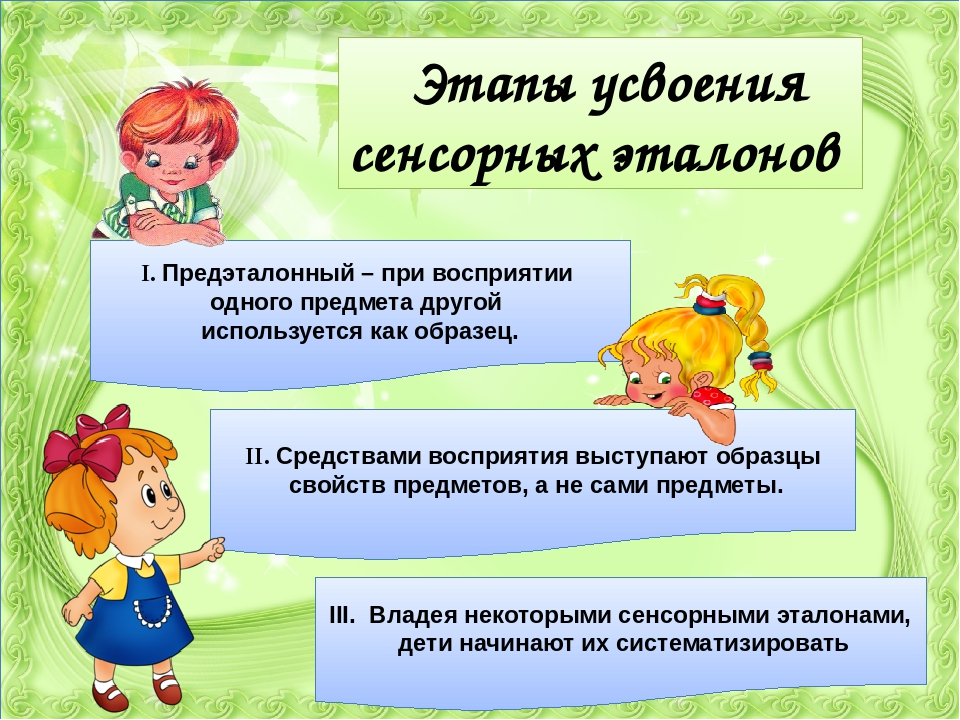 Этапы усвоения
сенсорных эталонов
I. Предэталонный – при восприятии
одного предмета другой
используется как образец.
II. Средствами восприятия выступают образцы
свойств предметов, а не сами предметы.
III. Владея некоторыми сенсорными эталонами,
дети начинают их систематизировать